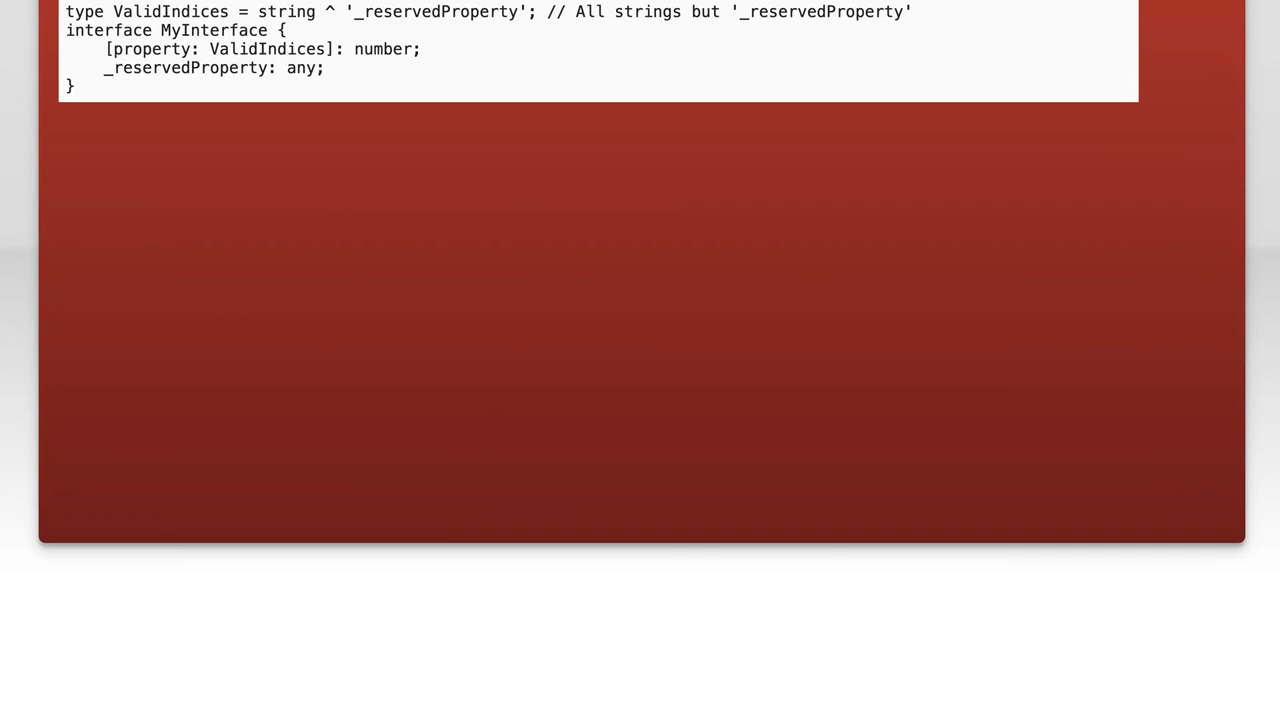 type ValidIndices = string ^ '_reservedProperty'; // All strings but '_reservedProperty'
interface MyInterface {
    [property: ValidIndices]: number;
    _reservedProperty: any;
}